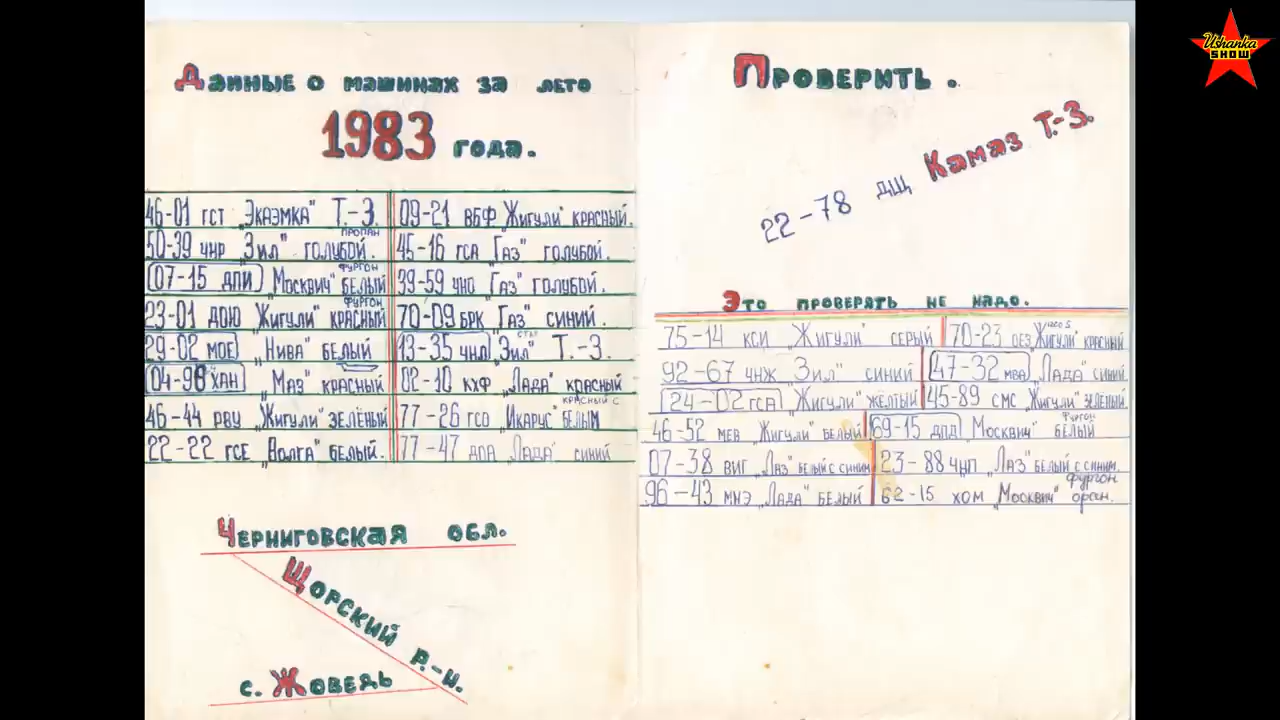 Данные о машинах за лето
1983 года.
46-01 гст „Экаэмка" Т.-З.
09-21 ВБФ „Жигули" красный.
50-39 чнр „Зил" пропан голубой.
45-16 гса „Газ" голубой.
07-15 дпи „Москвич" фургон белый
39-59 чно „Газ" голубой.
23-01 дою „Жигули" фургон красный
70-09 брк „Газ" синий.
29-02 мое „Нива" белый
13-35 чнл „Зил" Т.-З.
04-96 хан „Маз" красный
02-10 кхф „Лада" красный
46-44 рву „Жигули" зелёный
77-26 гсо „Икарус" красный с белым
22-22 гсе „Волга" белый.
77-47 дпа „Лада" синий
Черниговская обл.
Щорский р.-н.
с. Жоведь
Проверить.
22-78 дщ Камаз Т.-З.
Это проверять не надо.
75-14 кси „Жигули" серый
70-23 „Жигули" красный
92-67 чнж „Зил" синий
47-32 мва „Лада" синий.
24-02 гса „Жигули" жёлтый
45-89 смс „Жигули" зелёный.
46-52 мев „Жигули" белый
69-15 дпд „Москвич" фургон белый
07-38 виг „Лаз" белый с синим
23-88 чнп „Лаз" белый с синим.
96-43 мнэ „Лада" белый
62-15 хом „Москвич" фургон оран.
Ushanka
SHOW